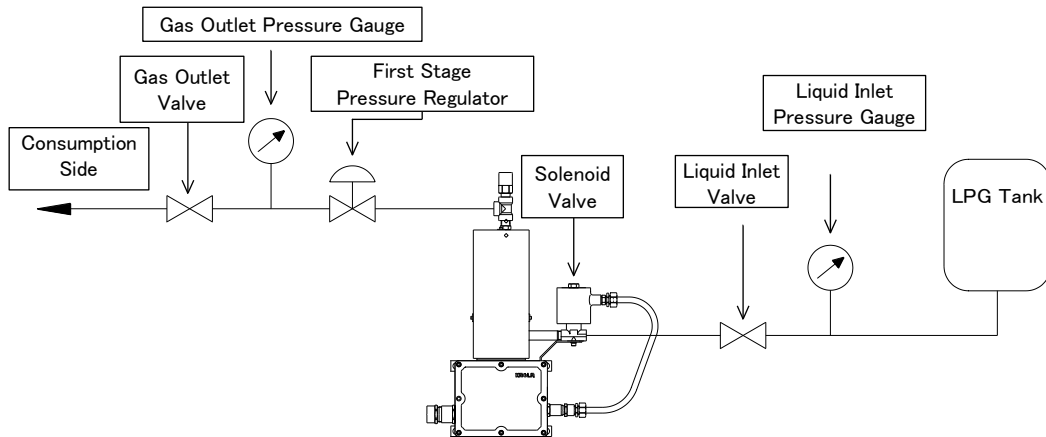 Gas Outlet Pressure Gauge
Gas Outlet
Valve
First Stage
Pressure Regulator
Liquid Inlet
Pressure Gauge
Consumption
Side
Solenoid
Valve
Liquid Inlet
Valve
LPG Tank